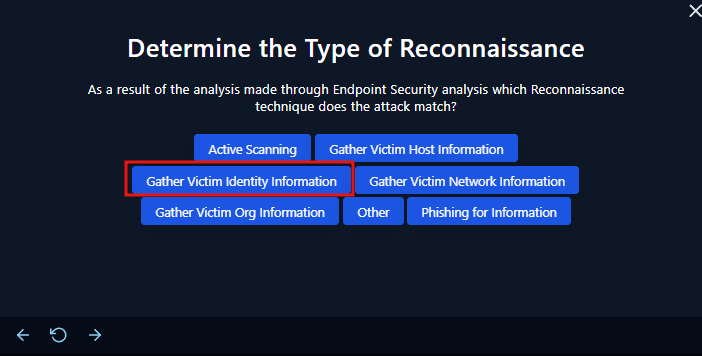 Determine the Type of Reconnaissance
As a result of the analysis made through Endpoint Security analysis which Reconnaissance
technique does the attack match?
Active Scanning Gather Victim Host Information
Gather Victim Identity Information Gather Victim Network Information
Gather Victim Org Information Other Phishing for Information